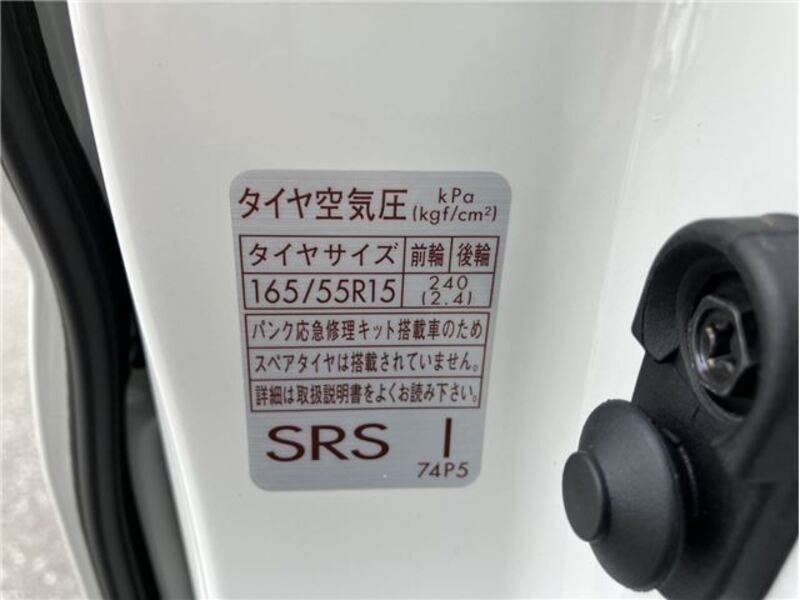 タイヤ空気圧 kPa (kgf/cm²)
タイヤサイズ 前輪 後輪
165/55R15 240 (2.4)
パンク応急修理キット搭載車のため
スペアタイヤは搭載されていません。
詳細は取扱説明書をよくお読み下さい。
SRS I
74P5